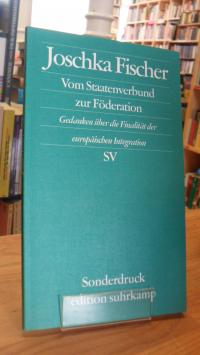 Joschka Fischer
Vom Staatenverbund
zur Föderation
Gedanken über die Finalität der
europäischen Integration
SV
Sonderdruck
edition suhrkamp